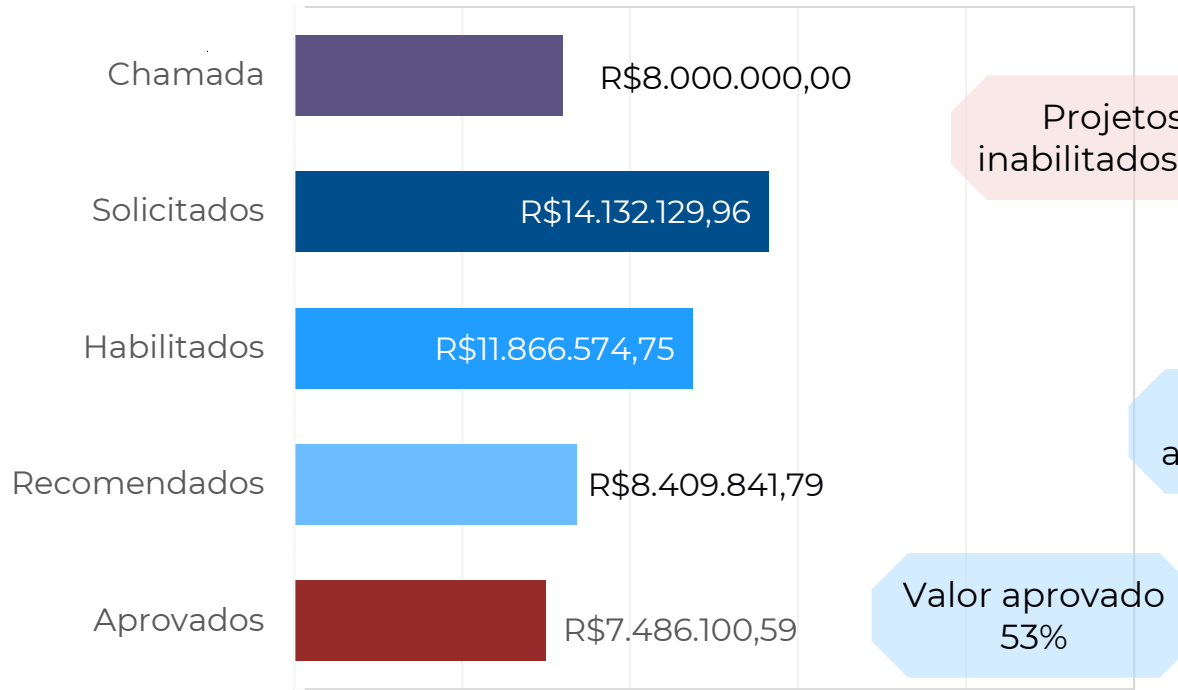 Chamada
R$8.000.000,00
Projetos
inabilitados
Solicitados
R$14.132.129,96
Habilitados
R$11.866.574,75
Recomendados
R$8.409.841,79
Aprovados
R$7.486.100,59
Valor aprovado
53%